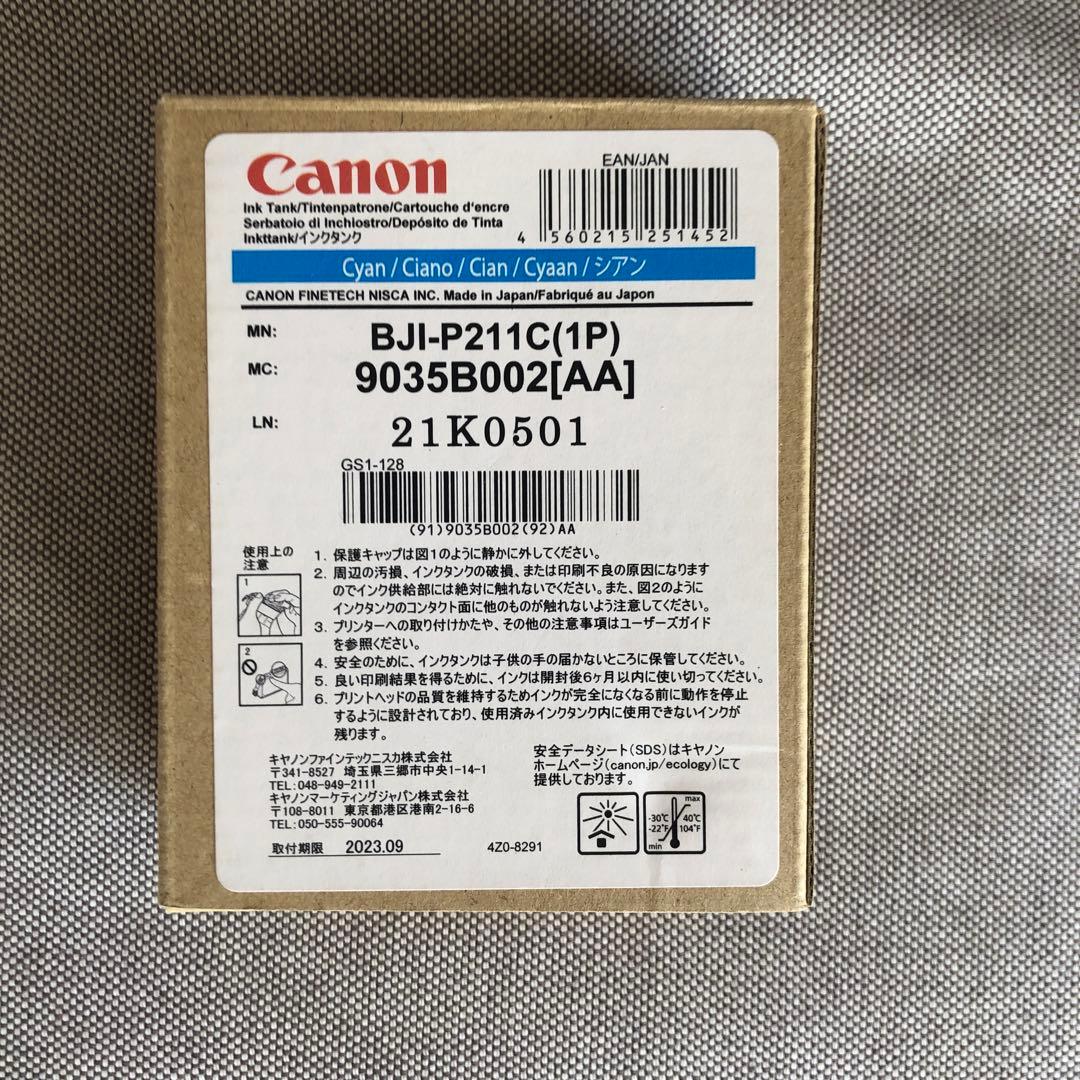 Canon
EAN/JAN
Ink Tank/Tintenpatrone/Cartouche d'encre
Serbatoio di Inchiostro/Depósito de Tinta
Inkttank/インクタンク
4 560215 251452
Cyan / Ciano / Cian / Cyaan / シアン
CANON FINETECH NISCA INC. Made in Japan/Fabriqué au Japon
MN: BJI-P211C(1P)
MC: 9035B002[AA]
LN: 21K0501
GS1-128
(91)9035B002(92)AA
使用上の
注意
1
2
1. 保護キャップは図1のように静かに外してください。
2. 周辺の汚損、インクタンクの破損、または印刷不良の原因になります
のでインク供給部には絶対に触れないでください。また、図2のように
インクタンクのコンタクト面に他のものが触れないよう注意してください。
3. プリンターへの取り付けかたや、その他の注意事項はユーザーズガイド
を参照ください。
4. 安全のために、インクタンクは子供の手の届かないところに保管してください。
5. 良い印刷結果を得るために、インクは開封後6ヶ月以内に使い切ってください。
6. プリントヘッドの品質を維持するためインクが完全になくなる前に動作を停止
するように設計されており、使用済みインクタンク内に使用できないインクが
残ります。
キヤノンファインテックニスカ株式会社
〒341-8527 埼玉県三郷市中央1-14-1
TEL:048-949-2111
キヤノンマーケティングジャパン株式会社
〒108-8011 東京都港区港南2-16-6
TEL:050-555-90064
取付期限 2023.09
4Z0-8291
安全データシート(SDS)はキヤノン
ホームページ(canon.jp/ecology)にて
提供しております。
max
-30℃ 40℃
-22°F 104°F
min